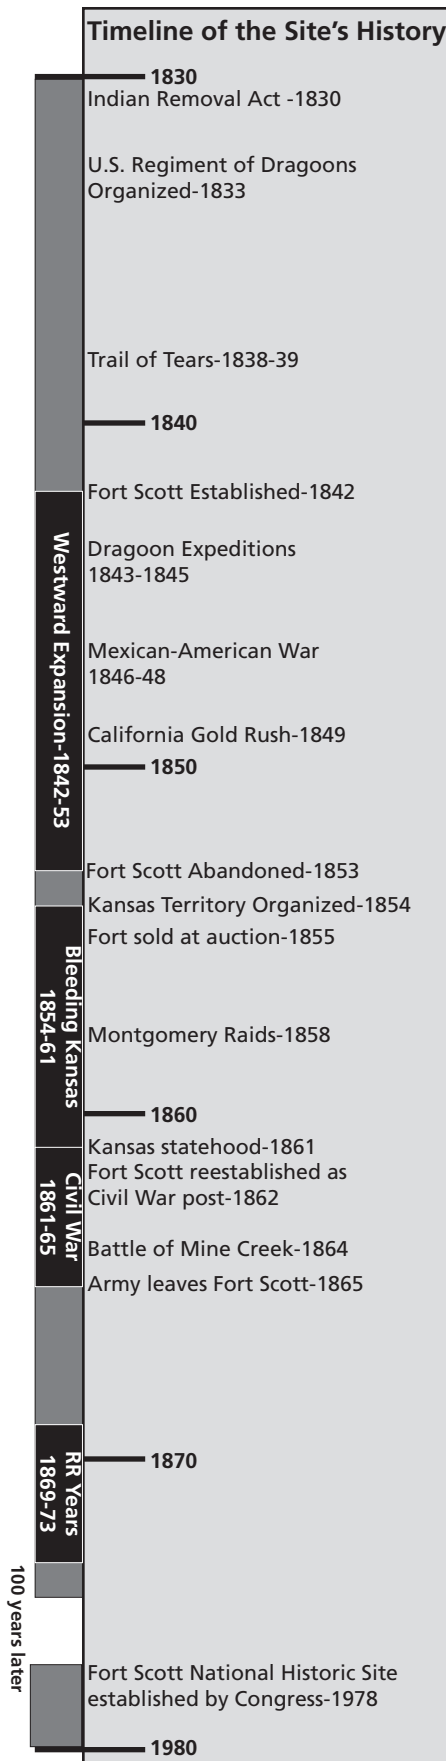 Timeline of the Site's History
1830
Indian Removal Act -1830
U.S. Regiment of Dragoons
Organized-1833
Trail of Tears-1838-39
1840
Fort Scott Established-1842
Westward Expansion-1842-53
Dragoon Expeditions
1843-1845
Mexican-American War
1846-48
California Gold Rush-1849
1850
Fort Scott Abandoned-1853
Kansas Territory Organized-1854
Fort sold at auction-1855
Bleeding Kansas
1854-61
Montgomery Raids-1858
1860
Kansas statehood-1861
Fort Scott reestablished as
Civil War post-1862
Civil War
1861-65
Battle of Mine Creek-1864
Army leaves Fort Scott-1865
1870
RR Years
1869-73
100 years later
Fort Scott National Historic Site
established by Congress-1978
1980